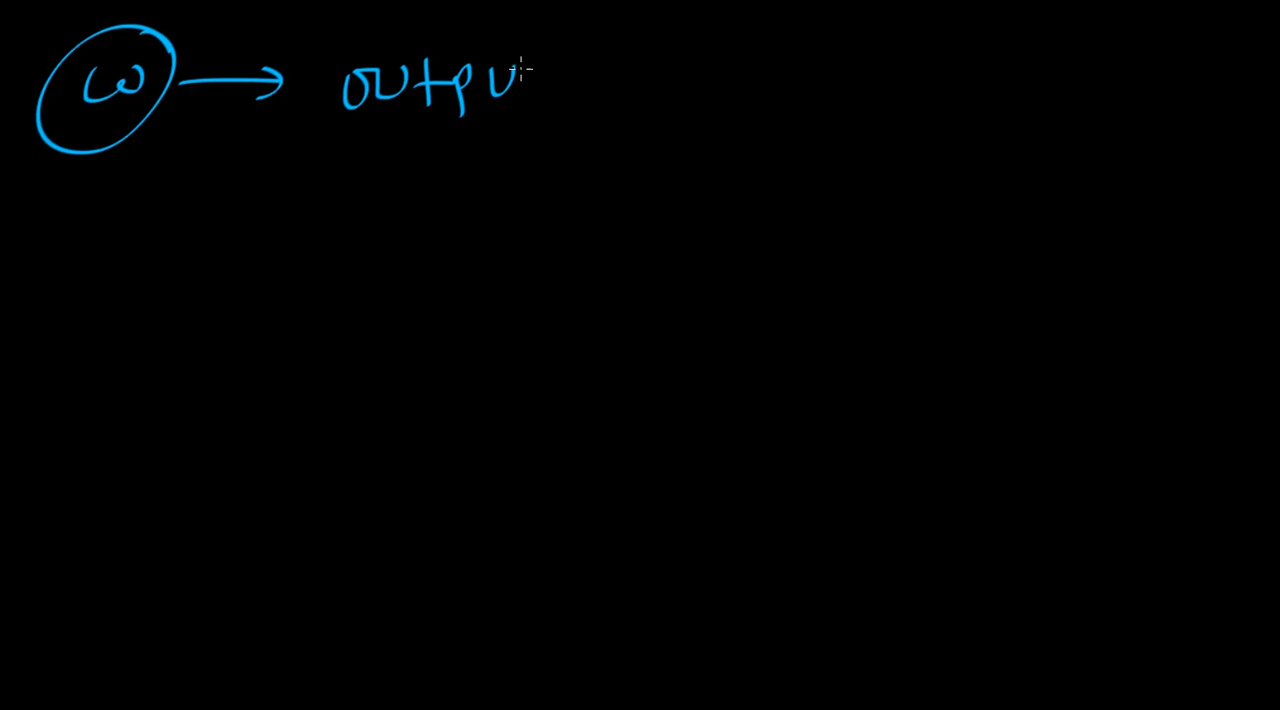 ω → outpu